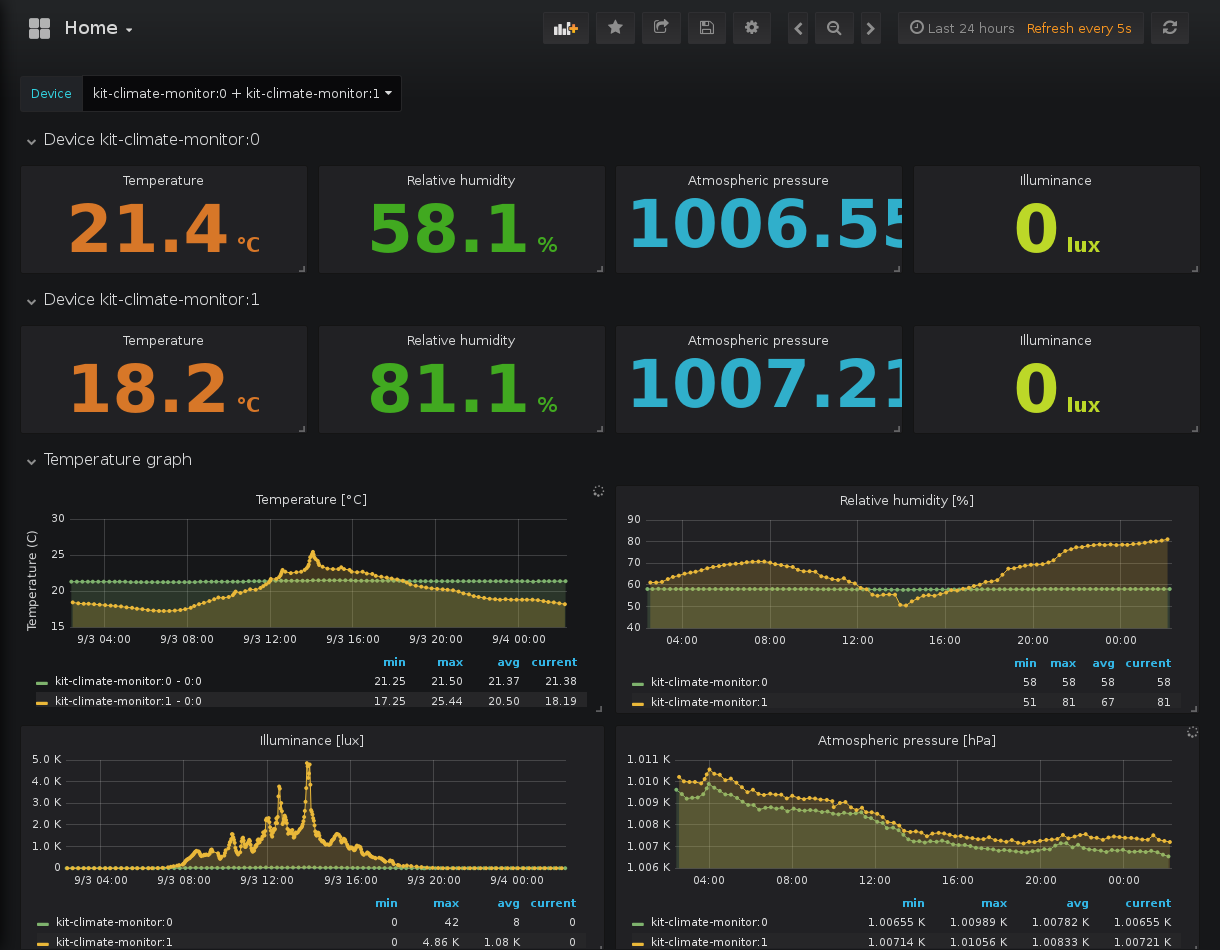 Home
Last 24 hours Refresh every 5s
Device kit-climate-monitor:0 + kit-climate-monitor:1
Device kit-climate-monitor:0
Temperature Relative humidity Atmospheric pressure Illuminance
21.4 °C 58.1 % 1006.55 0 lux
Device kit-climate-monitor:1
Temperature Relative humidity Atmospheric pressure Illuminance
18.2 °C 81.1 % 1007.21 0 lux
Temperature graph
Temperature [°C]
Temperature (C)
30
25
20
15
9/3 04:00 9/3 08:00 9/3 12:00 9/3 16:00 9/3 20:00 9/4 00:00
min max avg current
kit-climate-monitor:0 - 0:0 21.25 21.50 21.37 21.38
kit-climate-monitor:1 - 0:0 17.25 25.44 20.50 18.19
Relative humidity [%]
90
80
70
60
50
40
04:00 08:00 12:00 16:00 20:00 00:00
min max avg current
kit-climate-monitor:0 58 58 58 58
kit-climate-monitor:1 51 81 67 81
Illuminance [lux]
5.0 K
4.0 K
3.0 K
2.0 K
1.0 K
0
9/3 04:00 9/3 08:00 9/3 12:00 9/3 16:00 9/3 20:00 9/4 00:00
min max avg current
kit-climate-monitor:0 0 42 8 0
kit-climate-monitor:1 0 4.86 K 1.08 K 0
Atmospheric pressure [hPa]
1.011 K
1.010 K
1.009 K
1.008 K
1.007 K
1.006 K
04:00 08:00 12:00 16:00 20:00 00:00
min max avg current
kit-climate-monitor:0 1.00655 K 1.00989 K 1.00782 K 1.00655 K
kit-climate-monitor:1 1.00714 K 1.01056 K 1.00833 K 1.00721 K